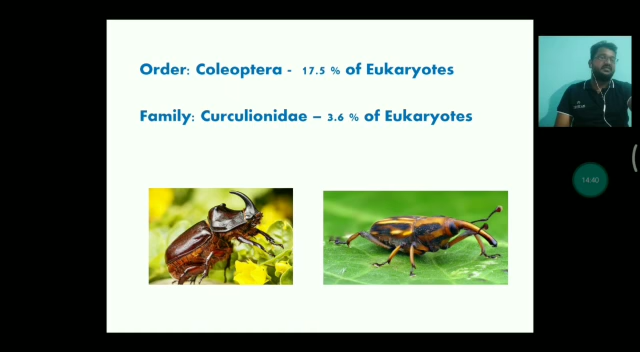 Order: Coleoptera - 17.5 % of Eukaryotes
Family: Curculionidae – 3.6 % of Eukaryotes
14:40